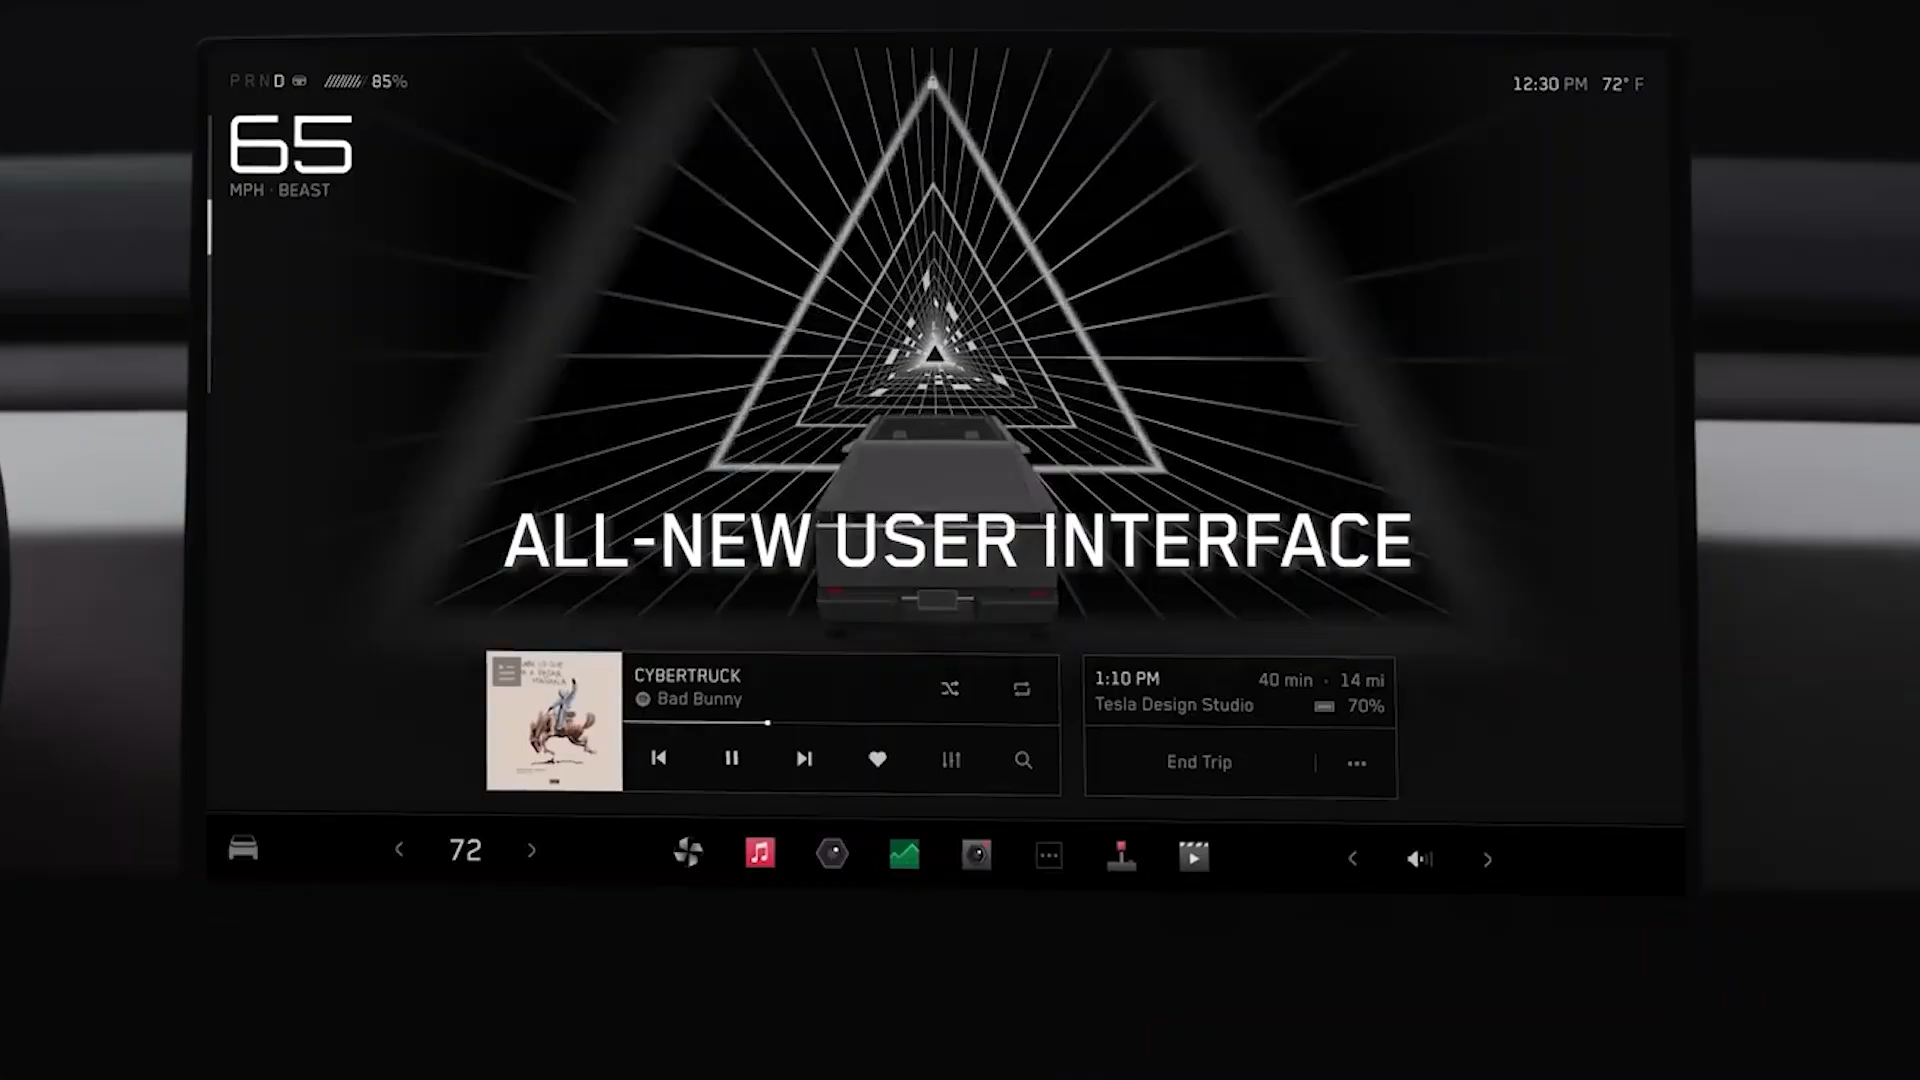 PRND 85%
12:30 PM 72° F
65
MPH · BEAST
ALL-NEW USER INTERFACE
CYBERTRUCK
Bad Bunny
1:10 PM 40 min · 14 mi
Tesla Design Studio 70%
End Trip
72